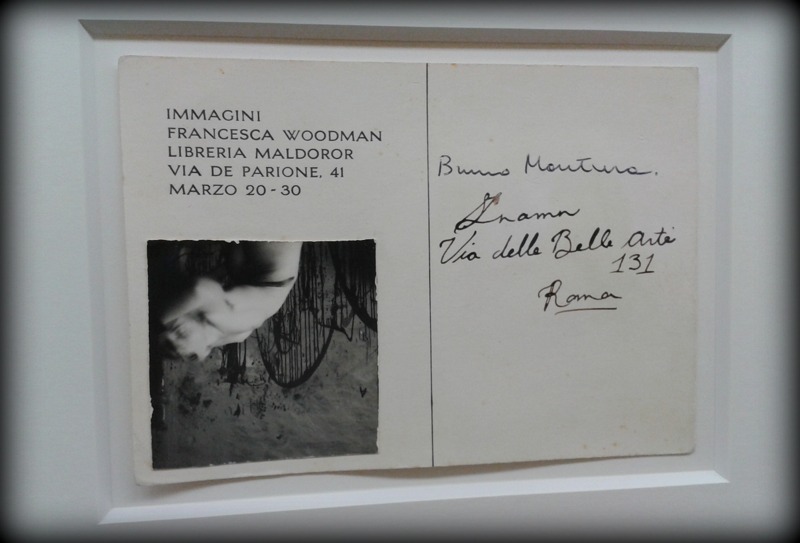 IMMAGINI
FRANCESCA WOODMAN
LIBRERIA MALDOROR
VIA DE PARIONE, 41
MARZO 20-30
Bruno Mantura.
Via delle Belle Arti
131
Roma